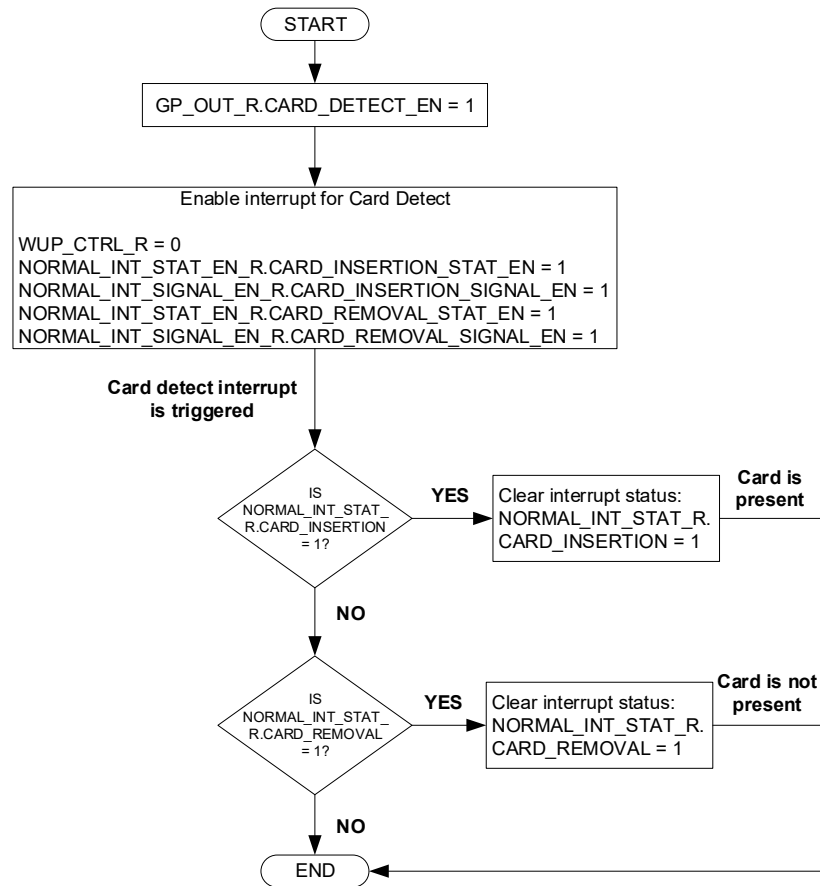 START
GP_OUT_R.CARD_DETECT_EN = 1
Enable interrupt for Card Detect
WUP_CTRL_R = 0
NORMAL_INT_STAT_EN_R.CARD_INSERTION_STAT_EN = 1
NORMAL_INT_SIGNAL_EN_R.CARD_INSERTION_SIGNAL_EN = 1
NORMAL_INT_STAT_EN_R.CARD_REMOVAL_STAT_EN = 1
NORMAL_INT_SIGNAL_EN_R.CARD_REMOVAL_SIGNAL_EN = 1
Card detect interrupt
is triggered
IS
NORMAL_INT_STAT_
R.CARD_INSERTION
= 1?
YES
Clear interrupt status:
NORMAL_INT_STAT_R.
CARD_INSERTION = 1
Card is
present
NO
IS
NORMAL_INT_STAT_
R.CARD_REMOVAL
= 1?
YES
Clear interrupt status:
NORMAL_INT_STAT_R.
CARD_REMOVAL = 1
Card is not
present
NO
END